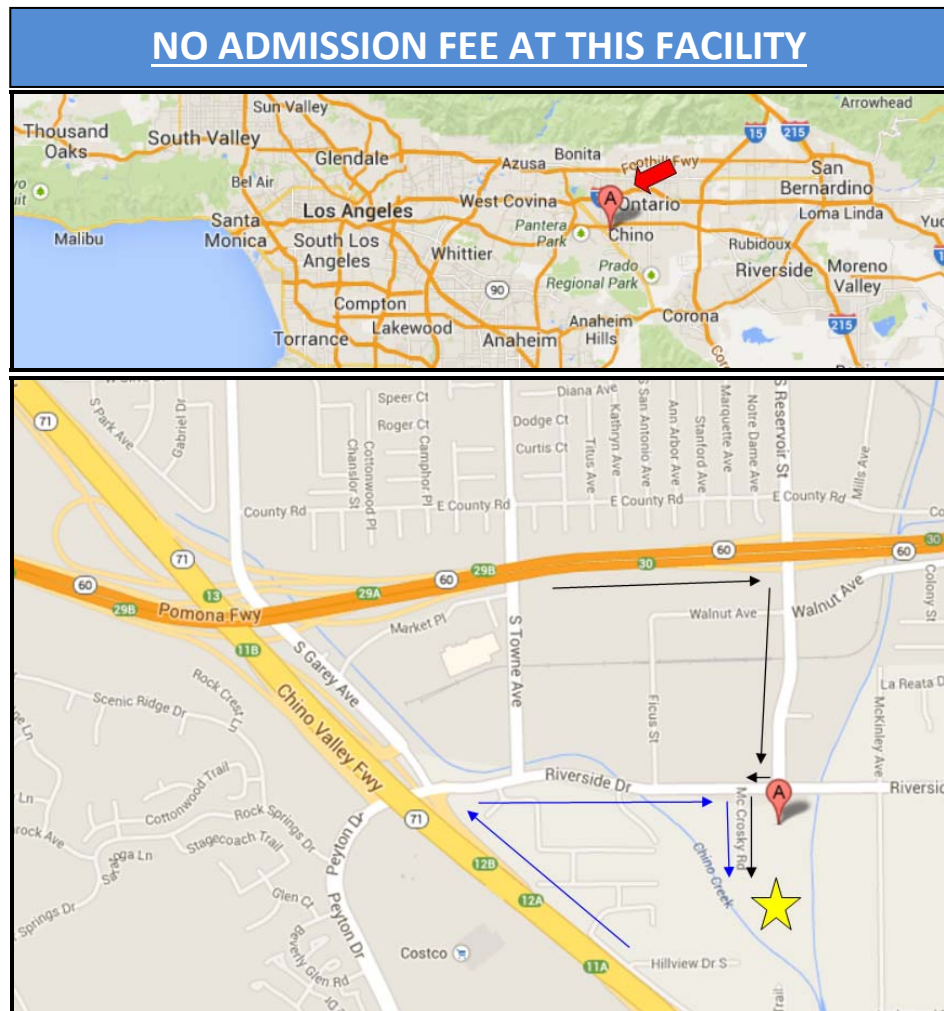 NO ADMISSION FEE AT THIS FACILITY
Sun Valley
Arrowhead
Thousand
Oaks
South Valley
15
215
Glendale
Bonita
Azusa
Foothill Fwy
San
Bernardino
Bel Air
Los Angeles
West Covina
A
Ontario
Loma Linda
Santa
Monica
Malibu
Pantera
Park
Chino
Rubidoux
South Los
Angeles
Whittier
Prado
Regional Park
Riverside
Moreno
Valley
90
Compton
Lakewood
Torrance
Anaheim
Anaheim
Hills
Corona
215
71
S Park Ave
Gabriel Dr
Speer Ct
Roger Ct
Chanslor St
Cottonwood Pl
Camphor Pl
Diana Ave
Dodge Ct
Curtis Ct
Titus Ave
Kathryn Ave
S San Antonio Ave
Ann Arbor Ave
Stanford Ave
Marquette Ave
Notre Dame Ave
S Reservoir St
Mills Ave
County Rd
E County Rd
E County Rd
E County Rd
Co
71
60
29B
13
29A
60
29B
30
60
60
30
Pomona Fwy
11B
Market Pl
S Garey Ave
S Towne Ave
Walnut Ave
Walnut Ave
Colony St
Rock Crest Ln
Scenic Ridge Dr
Chino Valley Fwy
Ficus St
La Reata D
McKinley Ave
Riverside Dr
Riversid
A
Mc Crosky Rd
Cottonwood Trail
Rock Springs Dr
Stagecoach Trail
71
Peyton Dr
Peyton Dr
12B
12A
11A
Chino Creek
Springs Dr
Glen Ct
Beverly Glen Rd
Costco
Hillview Dr S